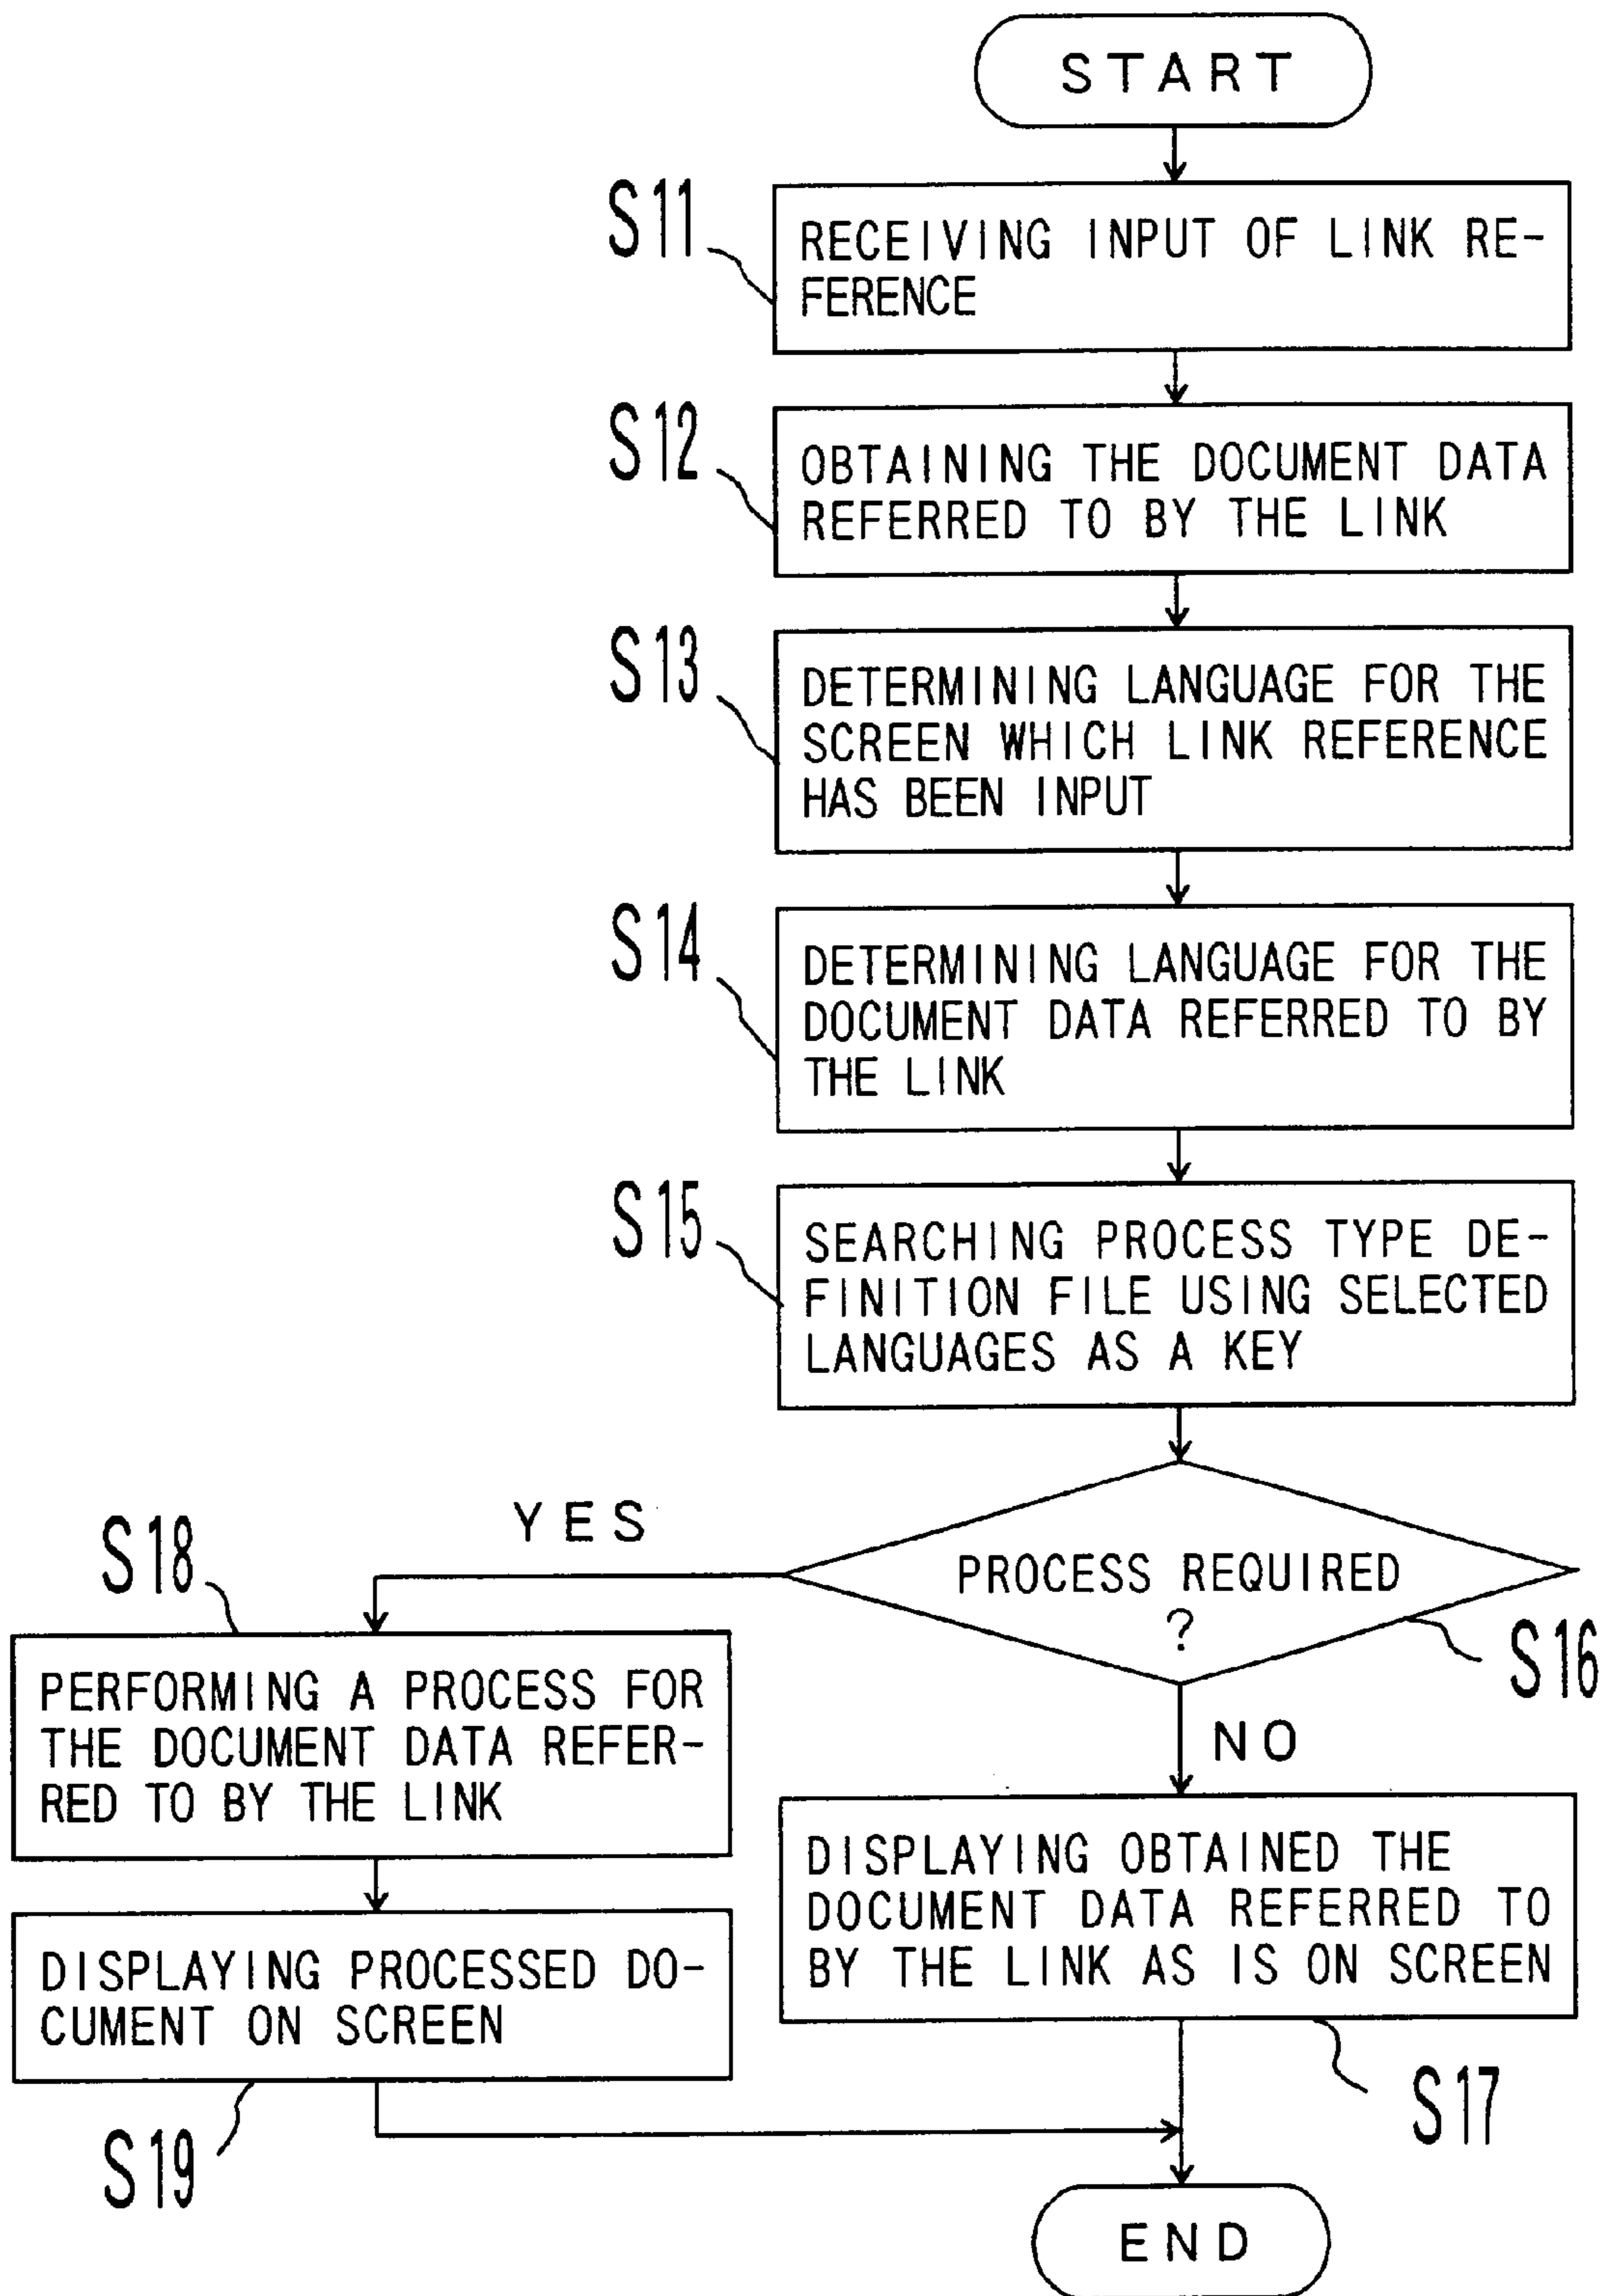 START
S11
RECEIVING INPUT OF LINK RE-
FERENCE
S12
OBTAINING THE DOCUMENT DATA
REFERRED TO BY THE LINK
S13
DETERMINING LANGUAGE FOR THE
SCREEN WHICH LINK REFERENCE
HAS BEEN INPUT
S14
DETERMINING LANGUAGE FOR THE
DOCUMENT DATA REFERRED TO BY
THE LINK
S15
SEARCHING PROCESS TYPE DE-
FINITION FILE USING SELECTED
LANGUAGES AS A KEY
PROCESS REQUIRED
?
S16
YES
S18
PERFORMING A PROCESS FOR
THE DOCUMENT DATA REFER-
RED TO BY THE LINK
DISPLAYING PROCESSED DO-
CUMENT ON SCREEN
S19
NO
DISPLAYING OBTAINED THE
DOCUMENT DATA REFERRED TO
BY THE LINK AS IS ON SCREEN
S17
END